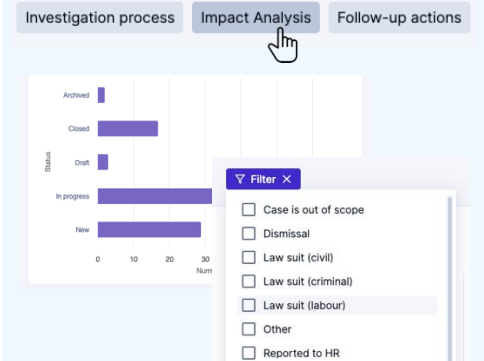 Investigation process
Impact Analysis
Follow-up actions
Archived
Closed
Draft
In progress
New
Status
0 10 20 30
Filter ×
Case is out of scope
Dismissal
Law suit (civil)
Law suit (criminal)
Law suit (labour)
Other
Reported to HR